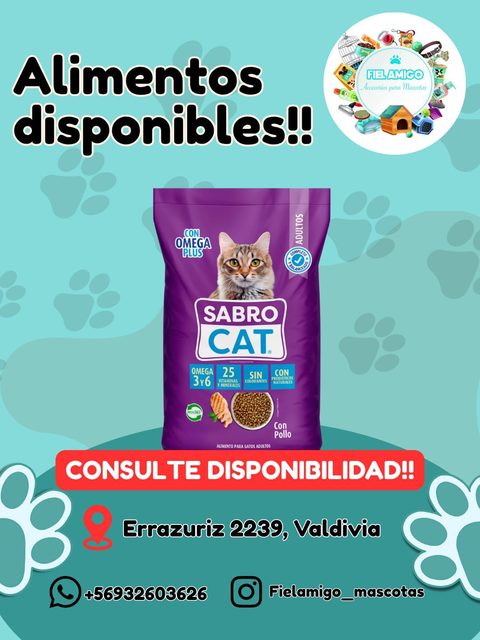 Alimentos
disponibles!!
FIEL AMIGO
Accesorios para Mascotas
CON
OMEGA
PLUS
ADULTOS
SABRO
CAT®
OMEGA
3 Y 6
25
VITAMINAS
Y MINERALES
SIN
COLORANTES
CON
PREBIÓTICOS
NATURALES
Con
Pollo
ALIMENTO PARA GATOS ADULTOS
CONSULTE DISPONIBILIDAD!!
Errazuriz 2239, Valdivia
+56932603626
Fielamigo_mascotas